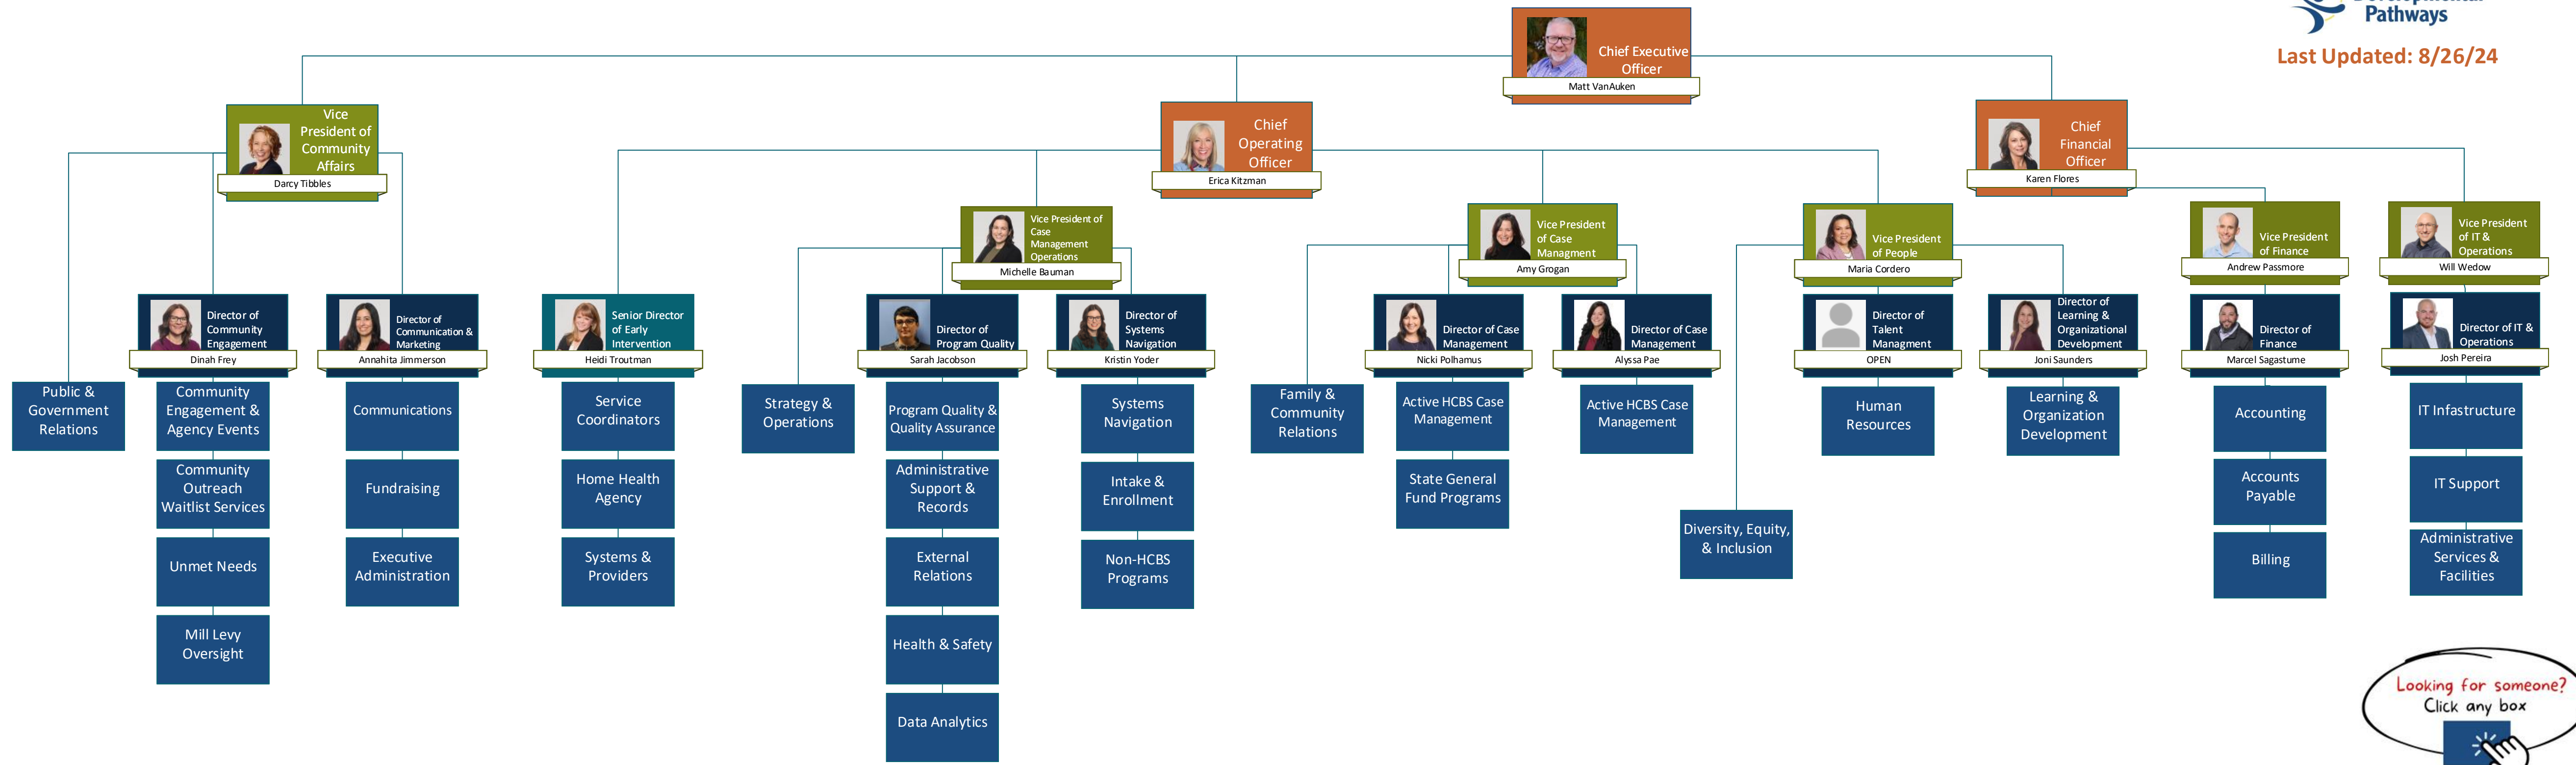 Pathways
Last Updated: 8/26/24
Chief Executive
Officer
Matt VanAuken
Vice
President of
Community
Affairs
Darcy Tibbles
Chief
Operating
Officer
Erica Kitzman
Chief
Financial
Officer
Karen Flores
Vice President of
Case
Management
Operations
Michelle Bauman
Vice President
of Case
Managment
Amy Grogan
Vice President
of People
Maria Cordero
Vice President
of Finance
Andrew Passmore
Vice President
of IT &
Operations
Will Wedow
Director of
Community
Engagement
Dinah Frey
Director of
Communication &
Marketing
Annahita Jimmerson
Senior Director
of Early
Intervention
Heidi Troutman
Director of
Program Quality
Sarah Jacobson
Director of
Systems
Navigation
Kristin Yoder
Director of Case
Management
Nicki Polhamus
Director of Case
Management
Alyssa Pae
Director of
Talent
Managment
OPEN
Director of
Learning &
Organizational
Development
Joni Saunders
Director of
Finance
Marcel Sagastume
Director of IT &
Operations
Josh Pereira
Public &
Government
Relations
Community
Engagement &
Agency Events
Community
Outreach
Waitlist Services
Unmet Needs
Mill Levy
Oversight
Communications
Fundraising
Executive
Administration
Service
Coordinators
Home Health
Agency
Systems &
Providers
Strategy &
Operations
Program Quality &
Quality Assurance
Administrative
Support &
Records
External
Relations
Health & Safety
Data Analytics
Systems
Navigation
Intake &
Enrollment
Non-HCBS
Programs
Family &
Community
Relations
Active HCBS Case
Management
State General
Fund Programs
Active HCBS Case
Management
Diversity, Equity,
& Inclusion
Human
Resources
Learning &
Organization
Development
Accounting
Accounts
Payable
Billing
IT Infastructure
IT Support
Administrative
Services &
Facilities
Looking for someone?
Click any box